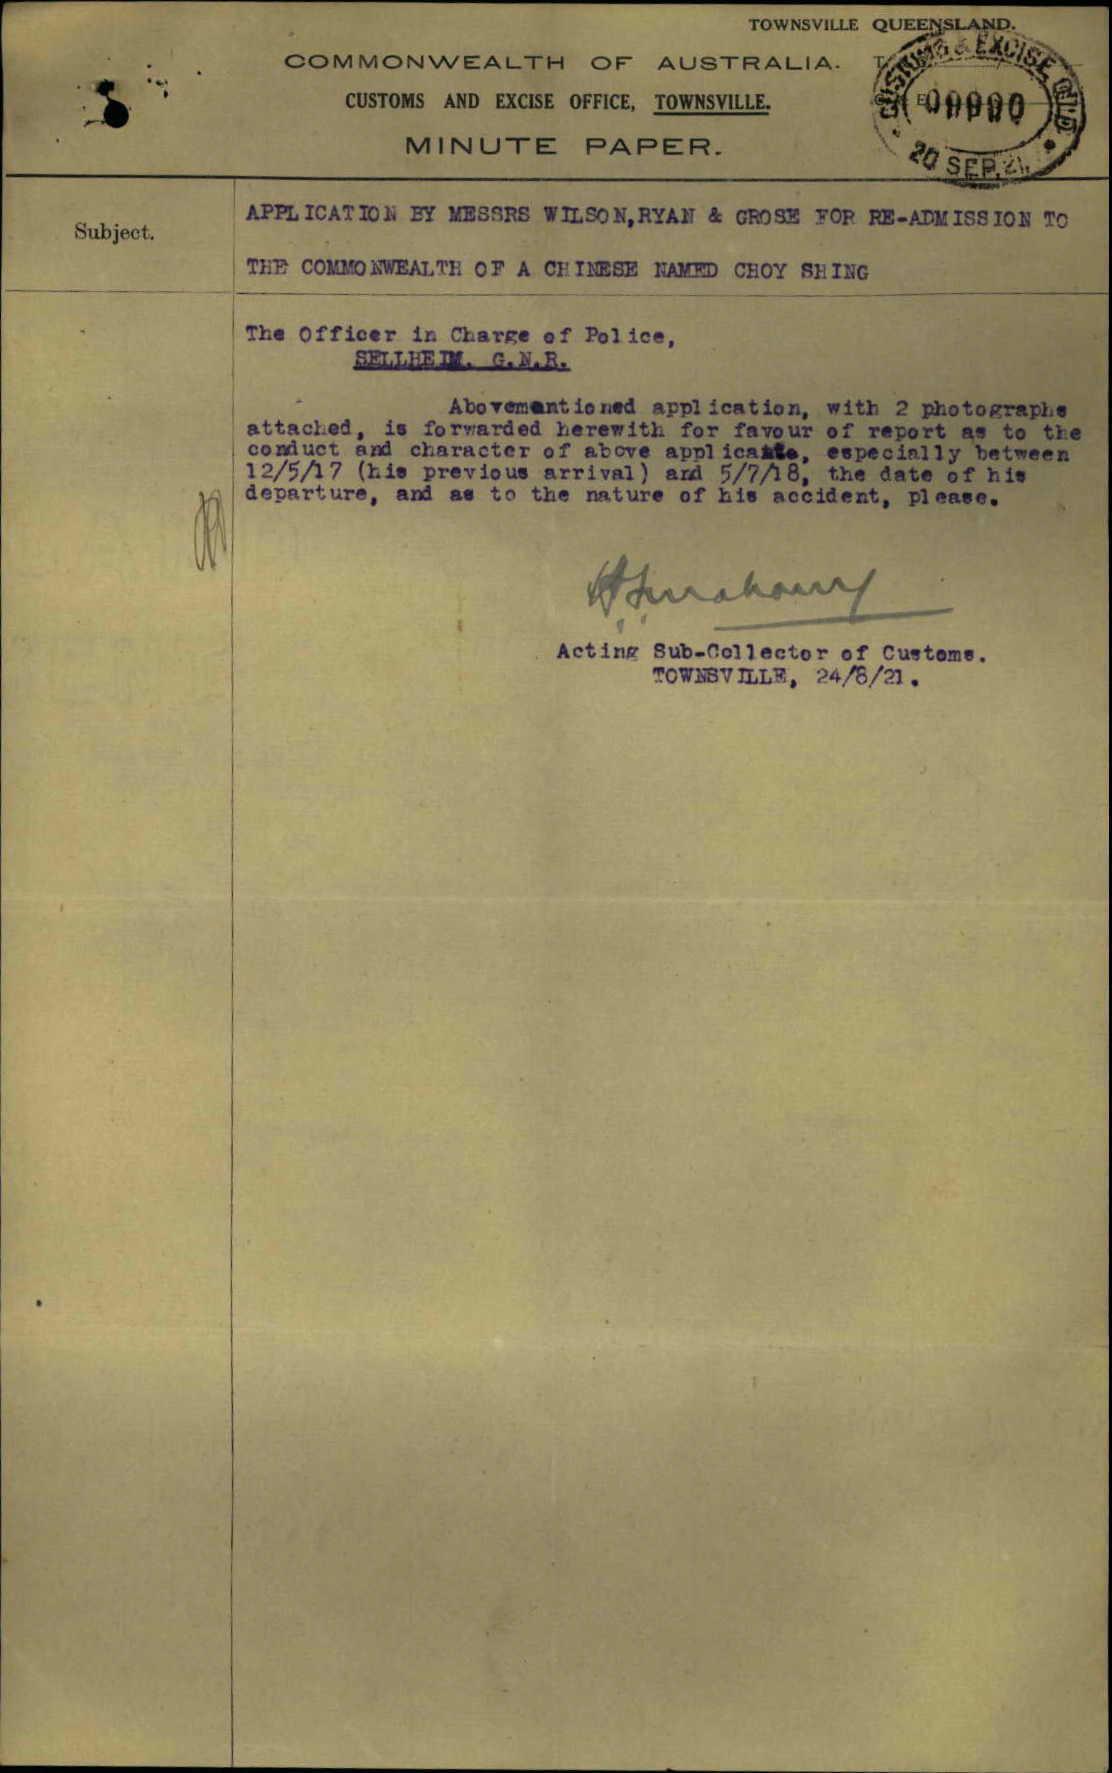 TOWNSVILLE QUEENSLAND.
COMMONWEALTH OF AUSTRALIA.
CUSTOMS AND EXCISE OFFICE, TOWNSVILLE.
MINUTE PAPER.
CUSTOMS & EXCISE Q'L'D
00000
20 SEP. 21
Subject.
APPLICATION BY MESSRS WILSON,RYAN & GROSE FOR RE-ADMISSION TO
THE COMMONWEALTH OF A CHINESE NAMED CHOY SHING
The Officer in Charge of Police,
SELLHEIM. G.N.R.
Abovementioned application, with 2 photographs
attached, is forwarded herewith for favour of report as to the
conduct and character of above applicante, especially between
12/5/17 (his previous arrival) and 5/7/18, the date of his
departure, and as to the nature of his accident, please.
Acting Sub-Collector of Customs.
TOWNSVILLE, 24/8/21.